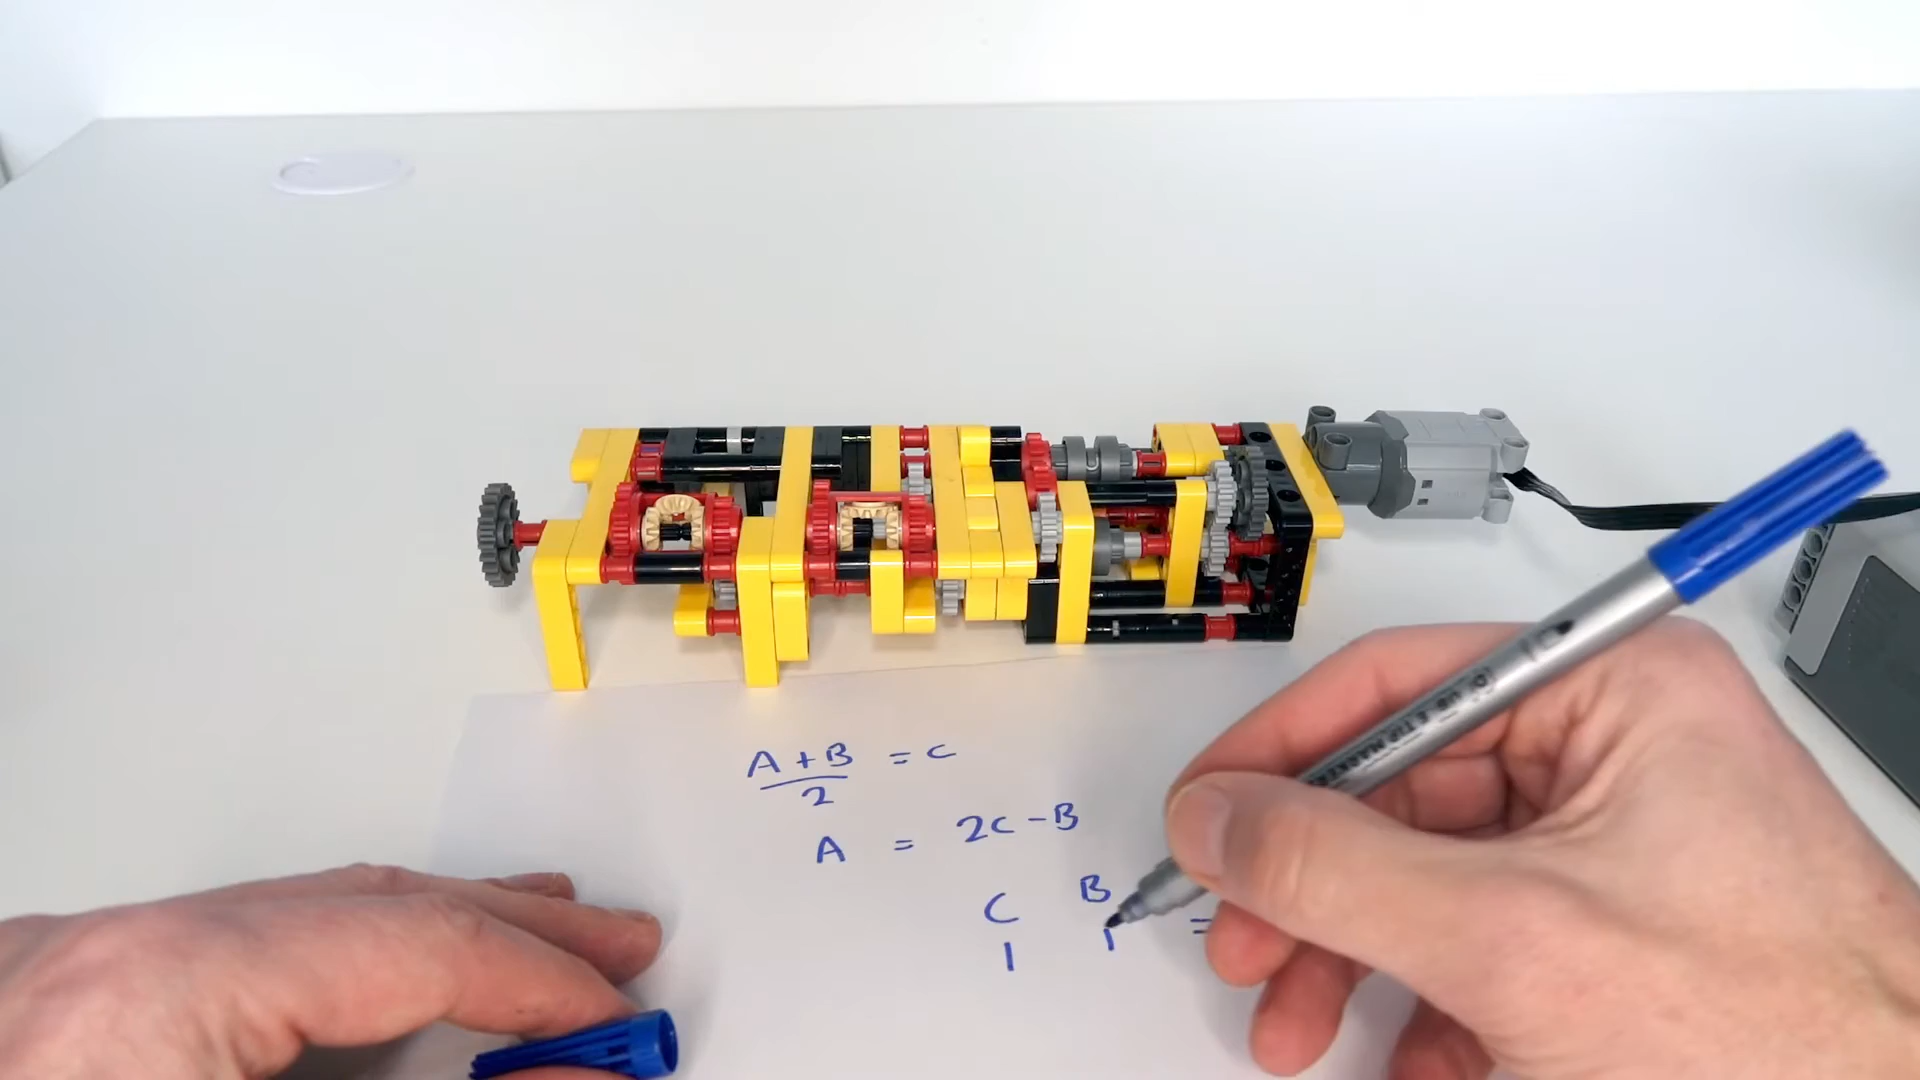 A + B = C
2
A = 2C - B
C B
1 1 =